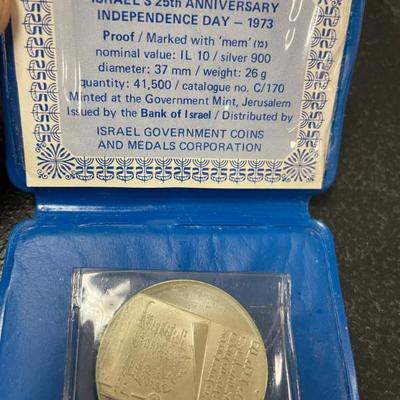 ISRAEL'S 25th ANNIVERSARY
INDEPENDENCE DAY – 1973
Proof / Marked with 'mem' (מ)
nominal value: IL 10 / silver 900
diameter: 37 mm / weight: 26 g
quantity: 41,500 / catalogue no. C/170
Minted at the Government Mint, Jerusalem
Issued by the Bank of Israel / Distributed by
ISRAEL GOVERNMENT COINS
AND MEDALS CORPORATION